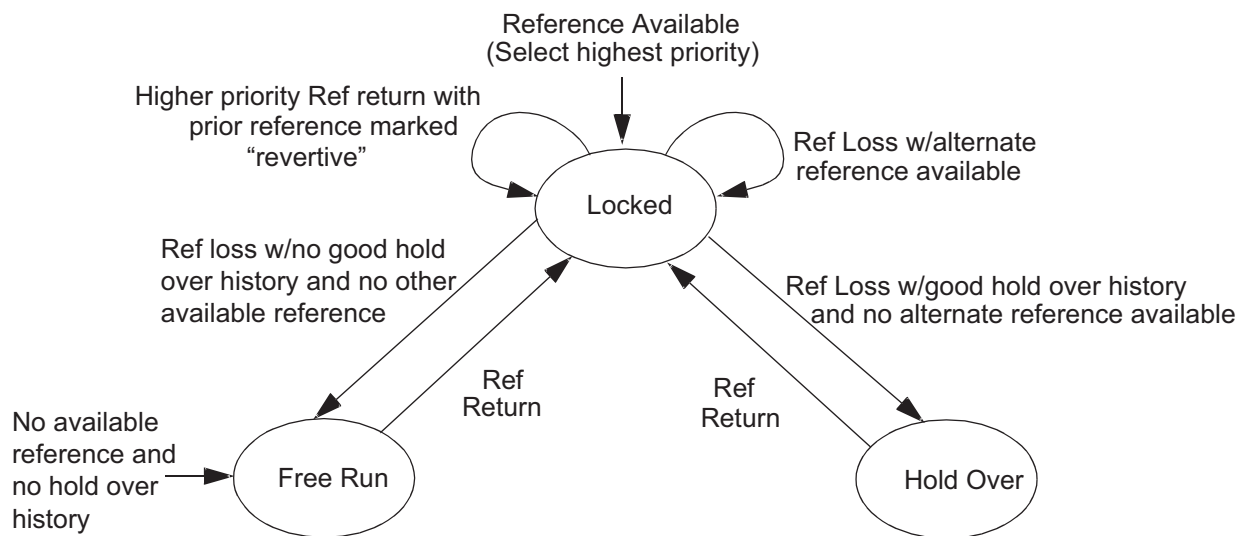 Reference Available
(Select highest priority)
Higher priority Ref return with
prior reference marked
“revertive”
Ref Loss w/alternate
reference available
Locked
Ref loss w/no good hold
over history and no other
available reference
Ref Loss w/good hold over history
and no alternate reference available
Ref
Return
Ref
Return
No available
reference and
no hold over
history
Free Run
Hold Over